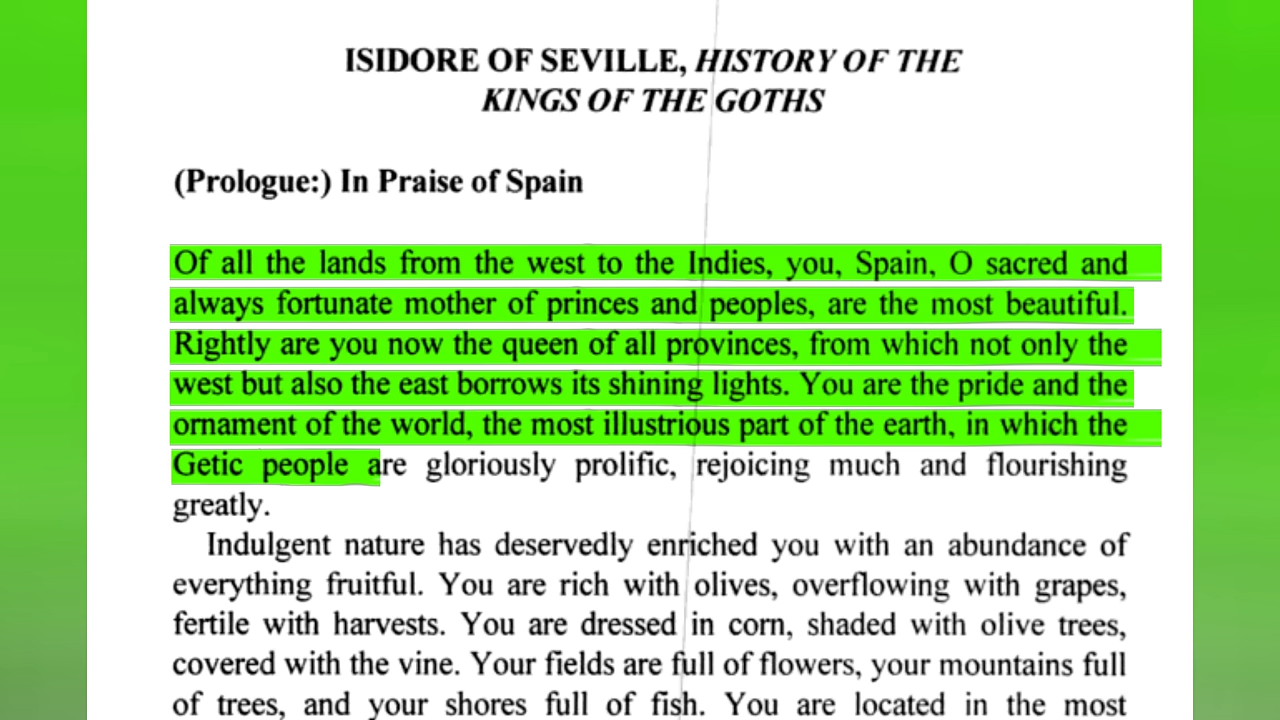 ISIDORE OF SEVILLE, HISTORY OF THE
KINGS OF THE GOTHS
(Prologue:) In Praise of Spain
Of all the lands from the west to the Indies, you, Spain, O sacred and
always fortunate mother of princes and peoples, are the most beautiful.
Rightly are you now the queen of all provinces, from which not only the
west but also the east borrows its shining lights. You are the pride and the
ornament of the world, the most illustrious part of the earth, in which the
Getic people are gloriously prolific, rejoicing much and flourishing
greatly.
Indulgent nature has deservedly enriched you with an abundance of
everything fruitful. You are rich with olives, overflowing with grapes,
fertile with harvests. You are dressed in corn, shaded with olive trees,
covered with the vine. Your fields are full of flowers, your mountains full
of trees, and your shores full of fish. You are located in the most